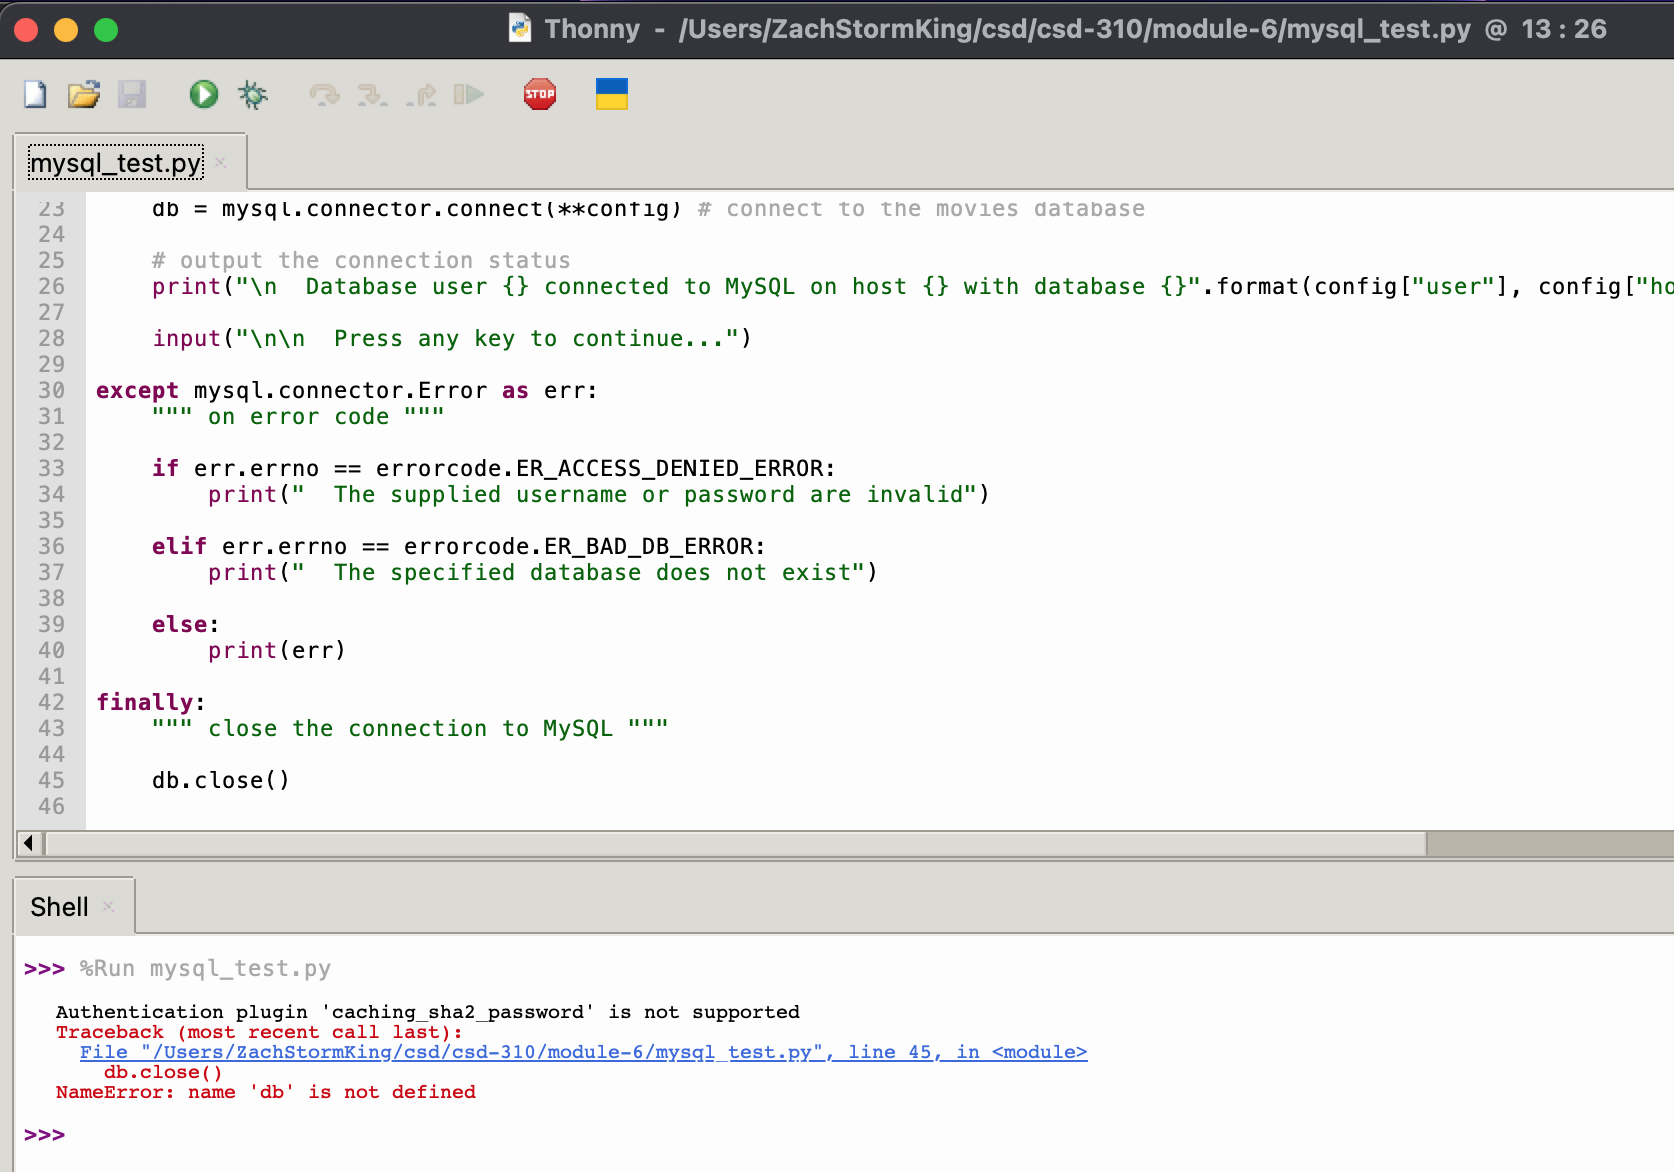 Thonny - /Users/ZachStormKing/csd/csd-310/module-6/mysql_test.py @ 13 : 26
STOP
mysql_test.py
23     db = mysql.connector.connect(**config) # connect to the movies database
24
25     # output the connection status
26     print("\n  Database user {} connected to MySQL on host {} with database {}".format(config["user"], config["ho
27
28     input("\n\n  Press any key to continue...")
29
30 except mysql.connector.Error as err:
31     """ on error code """
32
33     if err.errno == errorcode.ER_ACCESS_DENIED_ERROR:
34         print("  The supplied username or password are invalid")
35
36     elif err.errno == errorcode.ER_BAD_DB_ERROR:
37         print("  The specified database does not exist")
38
39     else:
40         print(err)
41
42 finally:
43     """ close the connection to MySQL """
44
45     db.close()
46
Shell
>>> %Run mysql_test.py
Authentication plugin 'caching_sha2_password' is not supported
Traceback (most recent call last):
  File "/Users/ZachStormKing/csd/csd-310/module-6/mysql_test.py", line 45, in <module>
    db.close()
NameError: name 'db' is not defined
>>>